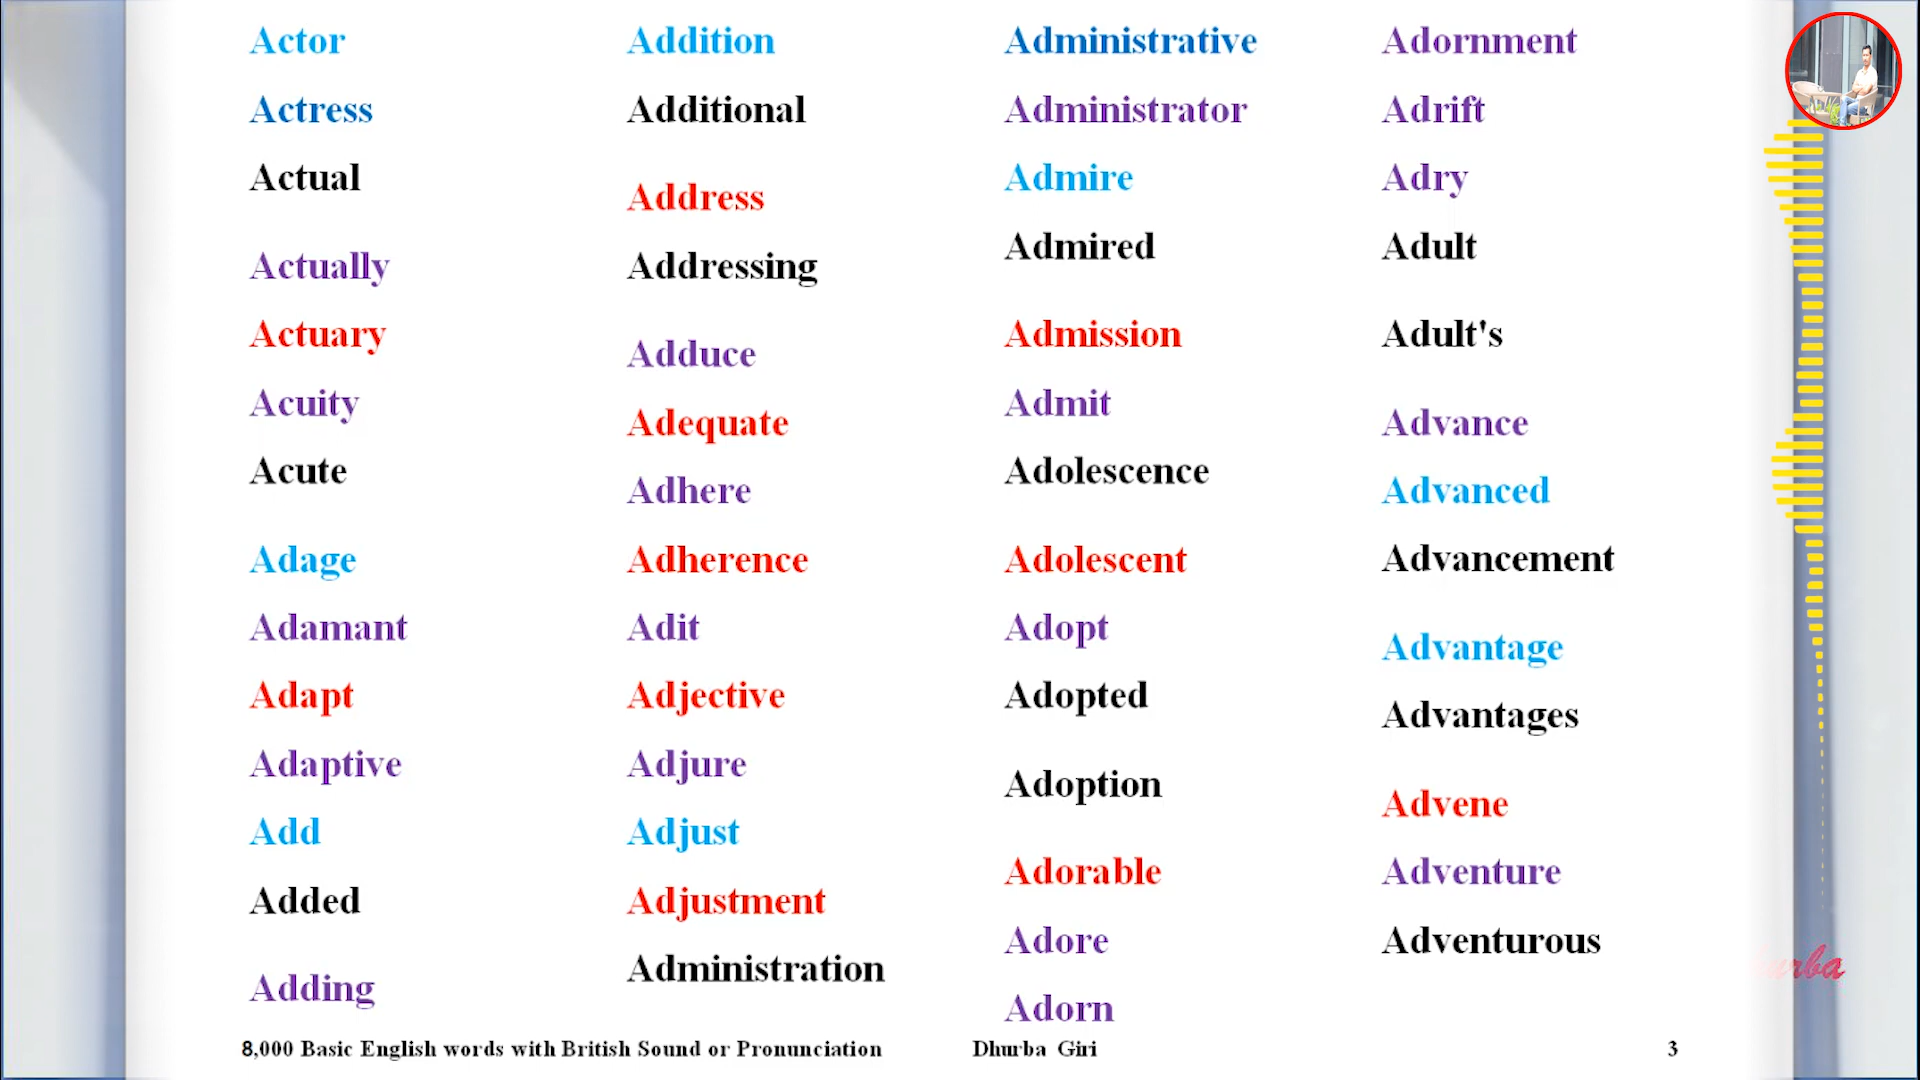 Actor
Actress
Actual
Actually
Actuary
Acuity
Acute
Adage
Adamant
Adapt
Adaptive
Add
Added
Adding
Addition
Additional
Address
Addressing
Adduce
Adequate
Adhere
Adherence
Adit
Adjective
Adjure
Adjust
Adjustment
Administration
Administrative
Administrator
Admire
Admired
Admission
Admit
Adolescence
Adolescent
Adopt
Adopted
Adoption
Adorable
Adore
Adorn
Adornment
Adrift
Adry
Adult
Adult's
Advance
Advanced
Advancement
Advantage
Advantages
Advene
Adventure
Adventurous
8,000 Basic English words with British Sound or Pronunciation Dhurba Giri 3